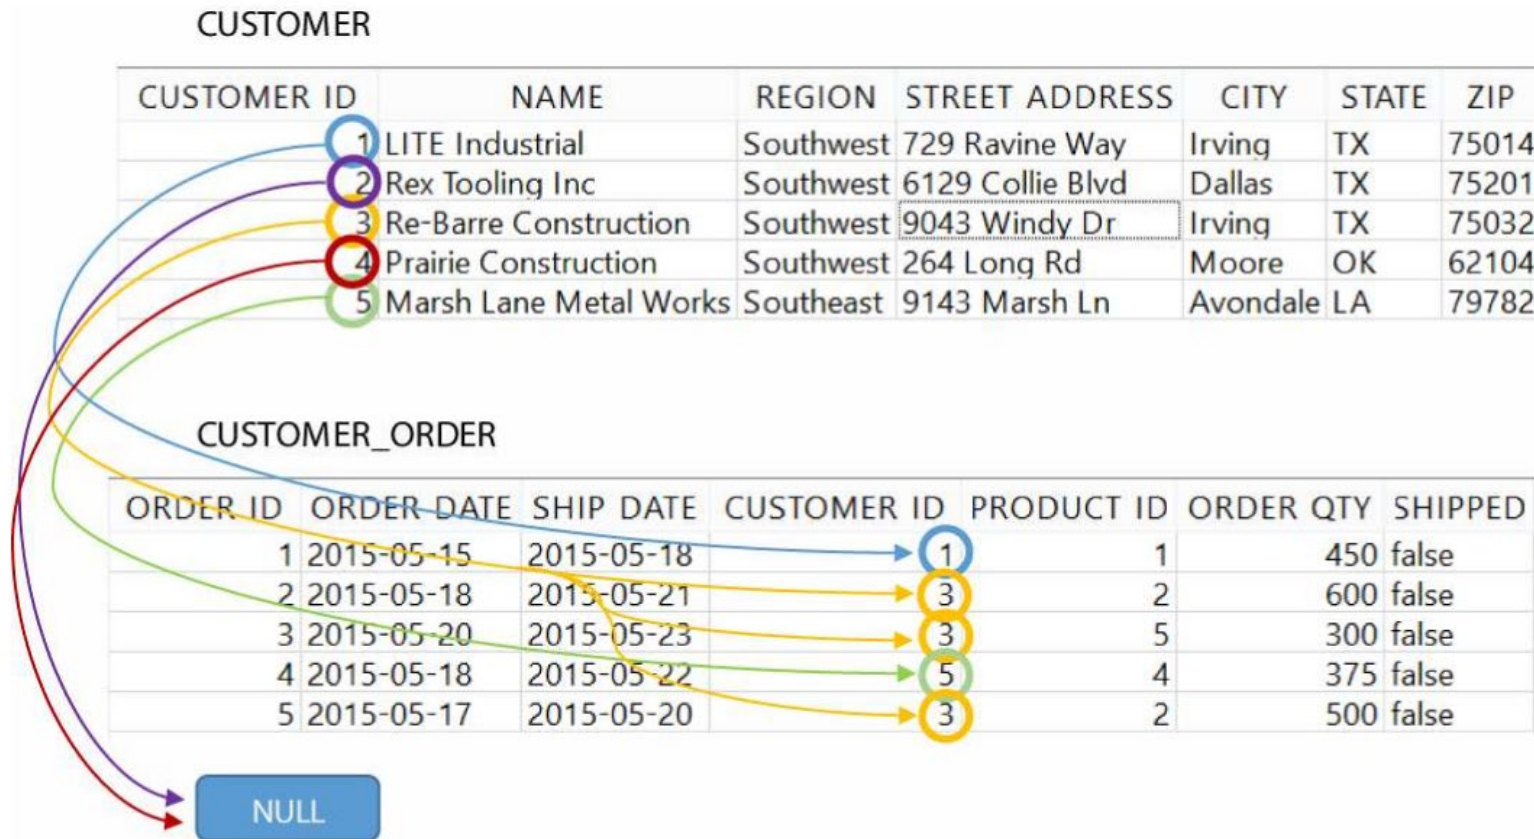 CUSTOMER
CUSTOMER ID NAME REGION STREET ADDRESS CITY STATE ZIP
1 LITE Industrial Southwest 729 Ravine Way Irving TX 75014
2 Rex Tooling Inc Southwest 6129 Collie Blvd Dallas TX 75201
3 Re-Barre Construction Southwest 9043 Windy Dr Irving TX 75032
4 Prairie Construction Southwest 264 Long Rd Moore OK 62104
5 Marsh Lane Metal Works Southeast 9143 Marsh Ln Avondale LA 79782
CUSTOMER_ORDER
ORDER ID ORDER DATE SHIP DATE CUSTOMER ID PRODUCT ID ORDER QTY SHIPPED
1 2015-05-15 2015-05-18 1 1 450 false
2 2015-05-18 2015-05-21 3 2 600 false
3 2015-05-20 2015-05-23 3 5 300 false
4 2015-05-18 2015-05-22 5 4 375 false
5 2015-05-17 2015-05-20 3 2 500 false
NULL